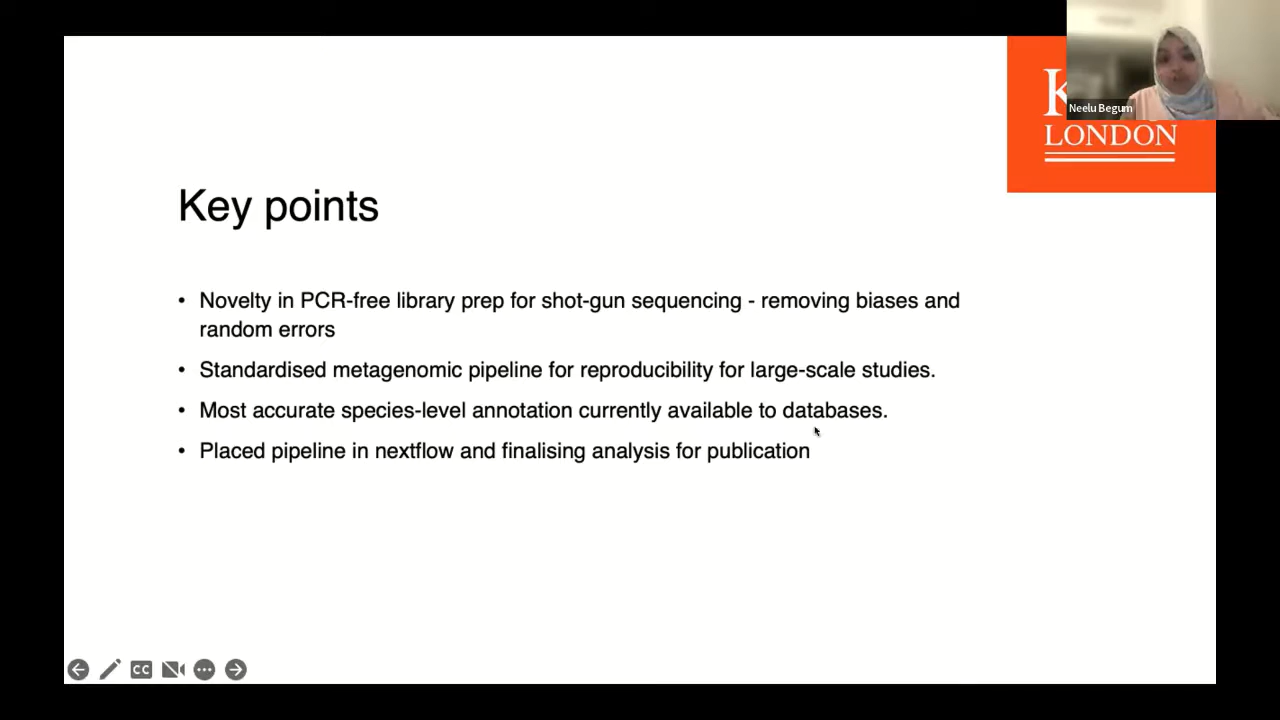 Neelu Begum
LONDON
Key points
• Novelty in PCR-free library prep for shot-gun sequencing - removing biases and
random errors
• Standardised metagenomic pipeline for reproducibility for large-scale studies.
• Most accurate species-level annotation currently available to databases.
• Placed pipeline in nextflow and finalising analysis for publication
CC